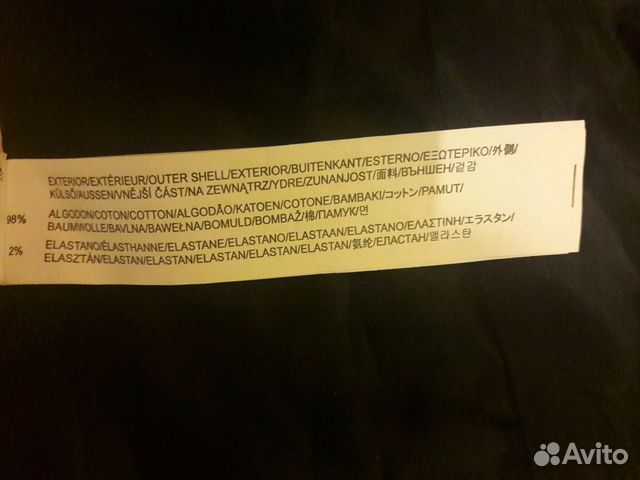 EXTERIOR/EXTÉRIEUR/OUTER SHELL/EXTERIOR/BUITENKANT/ESTERNO/ΕΞΩΤΕΡΙΚΟ/外側/
KÜLSŐ/AUSSEN/VNĚJŠÍ ČÁST/NA ZEWNĄTRZ/YDRE/ZUNANJOST/面料/ВЪНШЕН/겉감
98% ALGODON/COTON/COTTON/ALGODÃO/KATOEN/COTONE/BAMBAKI/コットン/PAMUT/
BAUMWOLLE/BAVLNA/BAWEŁNA/BOMULD/BOMBAŽ/棉/ПАМУК/면
2% ELASTANO/ÉLASTHANNE/ELASTANE/ELASTANO/ELASTAAN/ELASTANO/ΕΛΑΣΤΙΝΗ/エラスタン/
ELASZTÁN/ELASTAN/ELASTAN/ELASTAN/ELASTAN/ELASTAN/氨纶/ЕЛАСТАН/엘리스탄
Avito